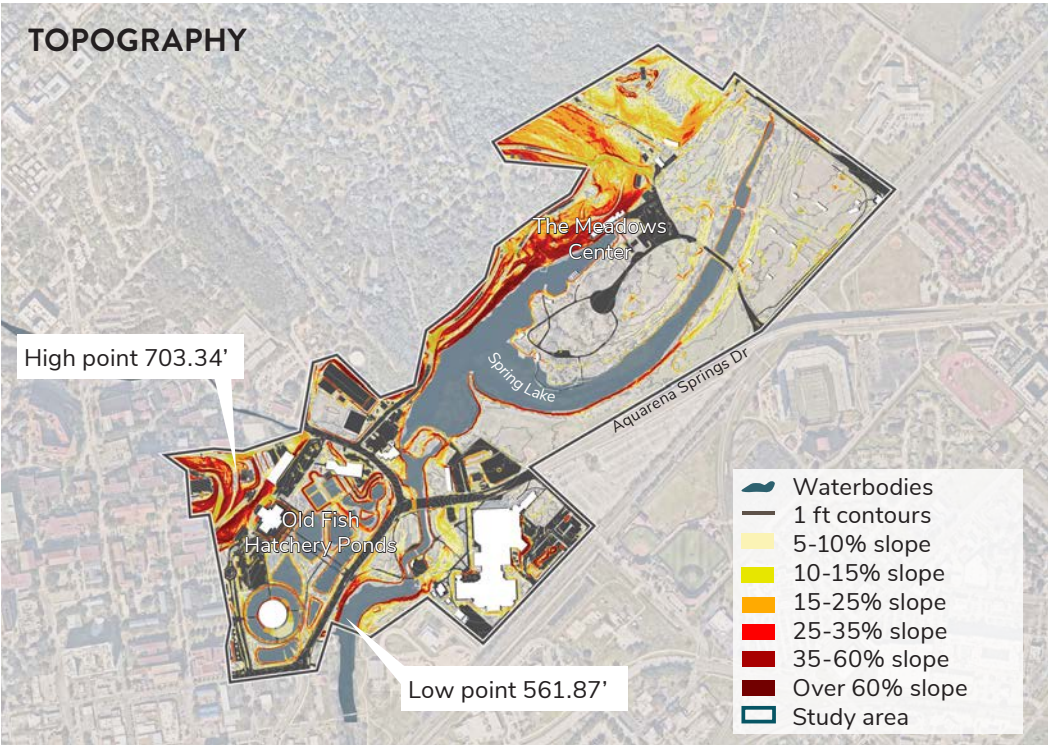 TOPOGRAPHY
The Meadows
Center
High point 703.34’
Spring Lake
Aquarena Springs Dr
Old Fish
Hatchery Ponds
Low point 561.87’
Waterbodies
1 ft contours
5-10% slope
10-15% slope
15-25% slope
25-35% slope
35-60% slope
Over 60% slope
Study area